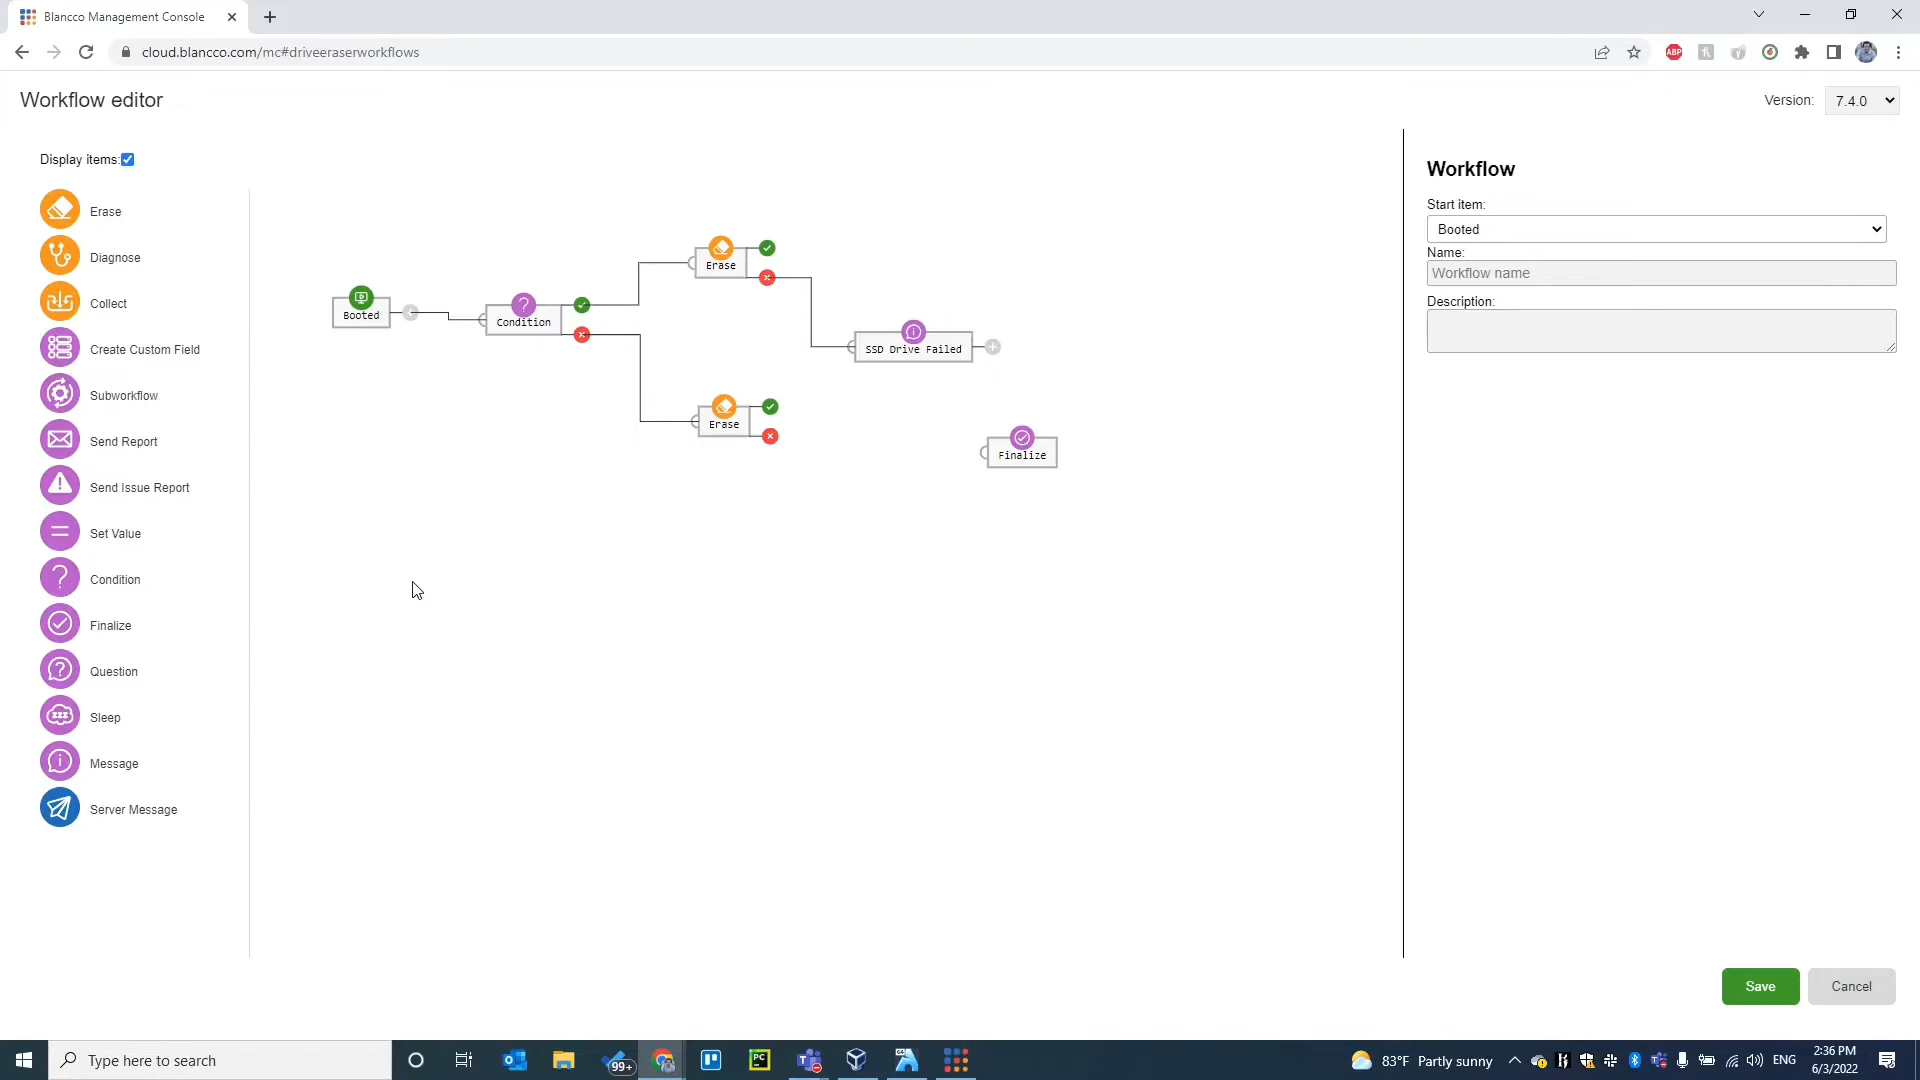 Blancco Management Console
cloud.blancco.com/mc#driveeraserworkflows
ABP
Workflow editor
Version:
7.4.0
Display items:
Erase
Diagnose
Collect
Create Custom Field
Subworkflow
Send Report
Send Issue Report
Set Value
Condition
Finalize
Question
Sleep
Message
Server Message
Booted
Condition
Erase
SSD Drive Failed
Erase
Finalize
Workflow
Start item:
Booted
Name:
Workflow name
Description:
Save
Cancel
Type here to search
99+
PC
83°F Partly sunny
ENG
2:36 PM
6/3/2022